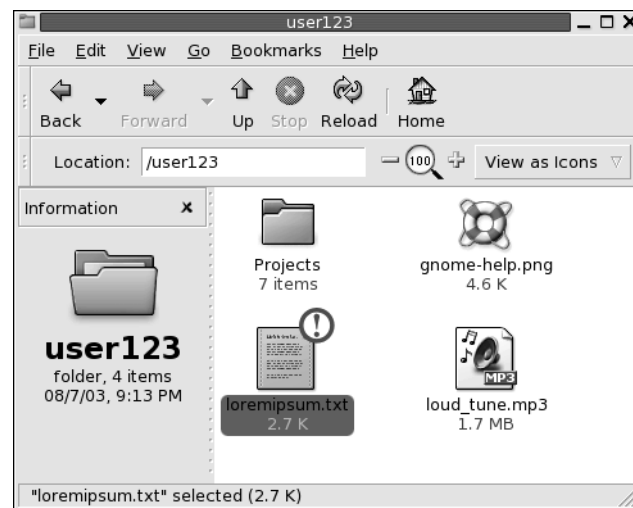 user123
File Edit View Go Bookmarks Help
Back Forward Up Stop Reload Home
Location: /user123 100 View as Icons
Information
Projects
7 items
gnome-help.png
4.6 K
user123
folder, 4 items
08/7/03, 9:13 PM
loremipsum.txt
2.7 K
MP3
loud_tune.mp3
1.7 MB
"loremipsum.txt" selected (2.7 K)